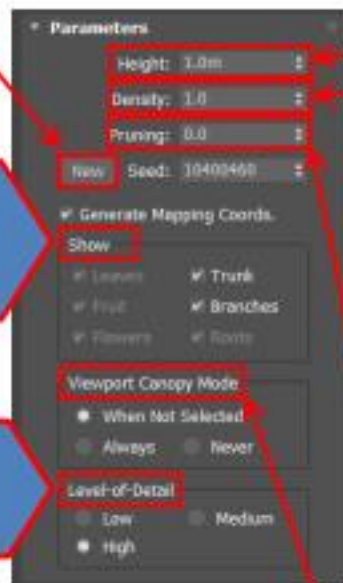 Parameters
Height: 1.0m
Density: 1.0
Pruning: 0.0
New Seed: 10400460
Generate Mapping Coords.
Show
Leaves Trunk
Fruit Branches
Flowers Roots
Viewport Canopy Mode
When Not Selected
Always Never
Level-of-Detail
Low Medium
High